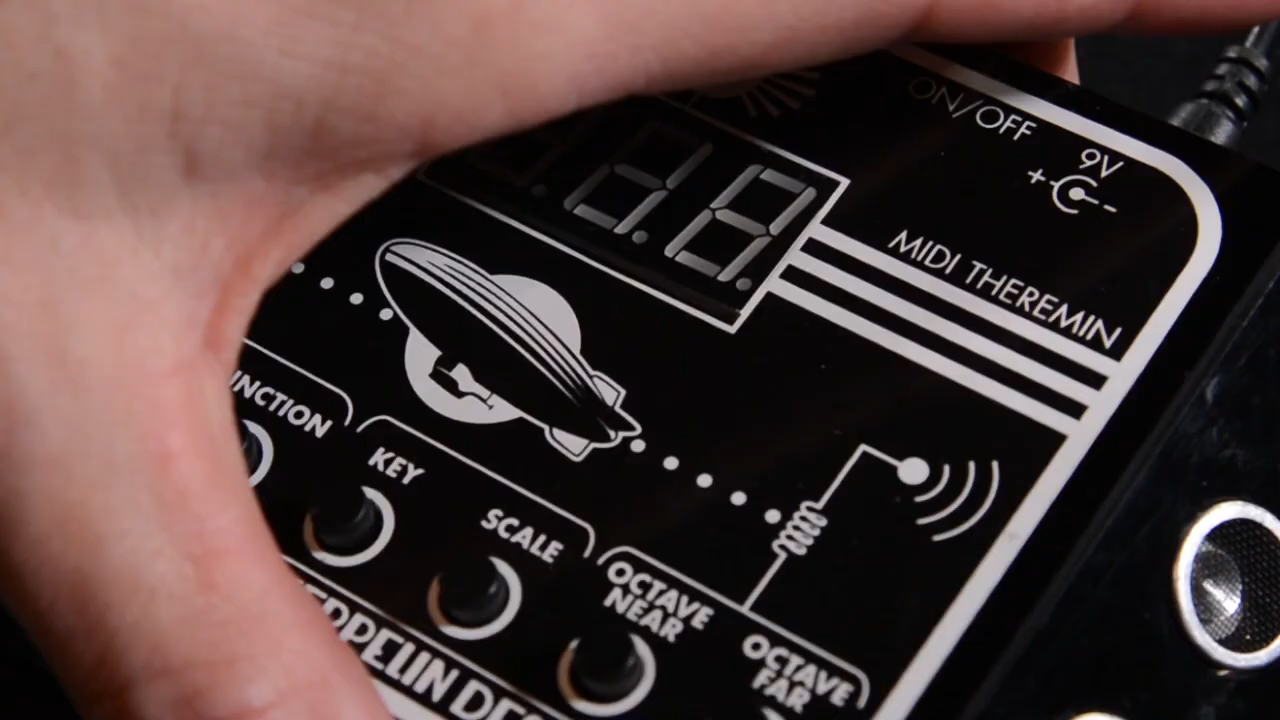 ON/OFF
9V
+ -
MIDI THEREMIN
KEY
SCALE
OCTAVE
NEAR
OCTAVE
FAR